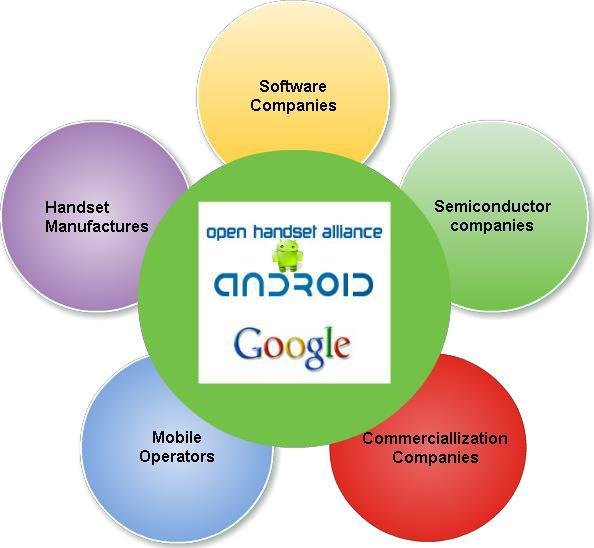 Software
Companies
Handset
Manufactures
Semiconductor
companies
open handset alliance
ANDROID
Google
Mobile
Operators
Commerciallization
Companies